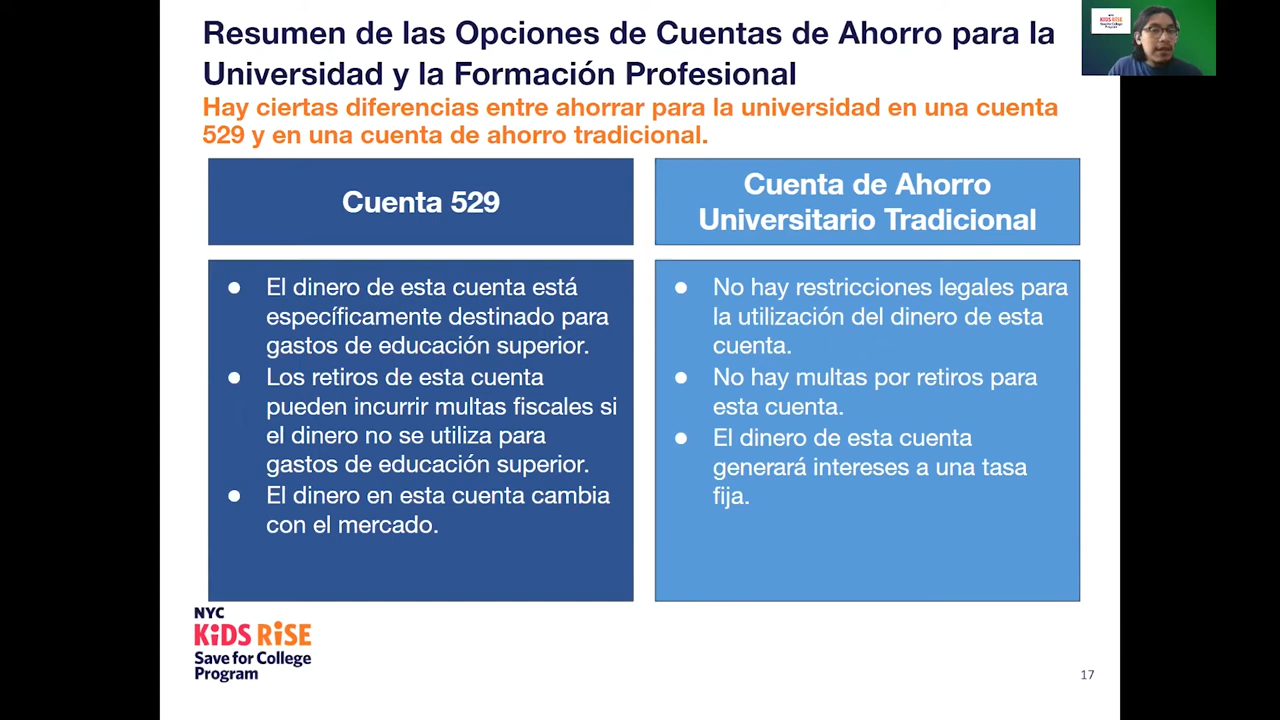 Resumen de las Opciones de Cuentas de Ahorro para la
Universidad y la Formación Profesional
Hay ciertas diferencias entre ahorrar para la universidad en una cuenta
529 y en una cuenta de ahorro tradicional.
Cuenta 529
● El dinero de esta cuenta está
específicamente destinado para
gastos de educación superior.
● Los retiros de esta cuenta
pueden incurrir multas fiscales si
el dinero no se utiliza para
gastos de educación superior.
● El dinero en esta cuenta cambia
con el mercado.
Cuenta de Ahorro
Universitario Tradicional
● No hay restricciones legales para
la utilización del dinero de esta
cuenta.
● No hay multas por retiros para
esta cuenta.
● El dinero de esta cuenta
generará intereses a una tasa
fija.
NYC
KiDS RiSE
Save for College
Program
17
KiDS RiSE